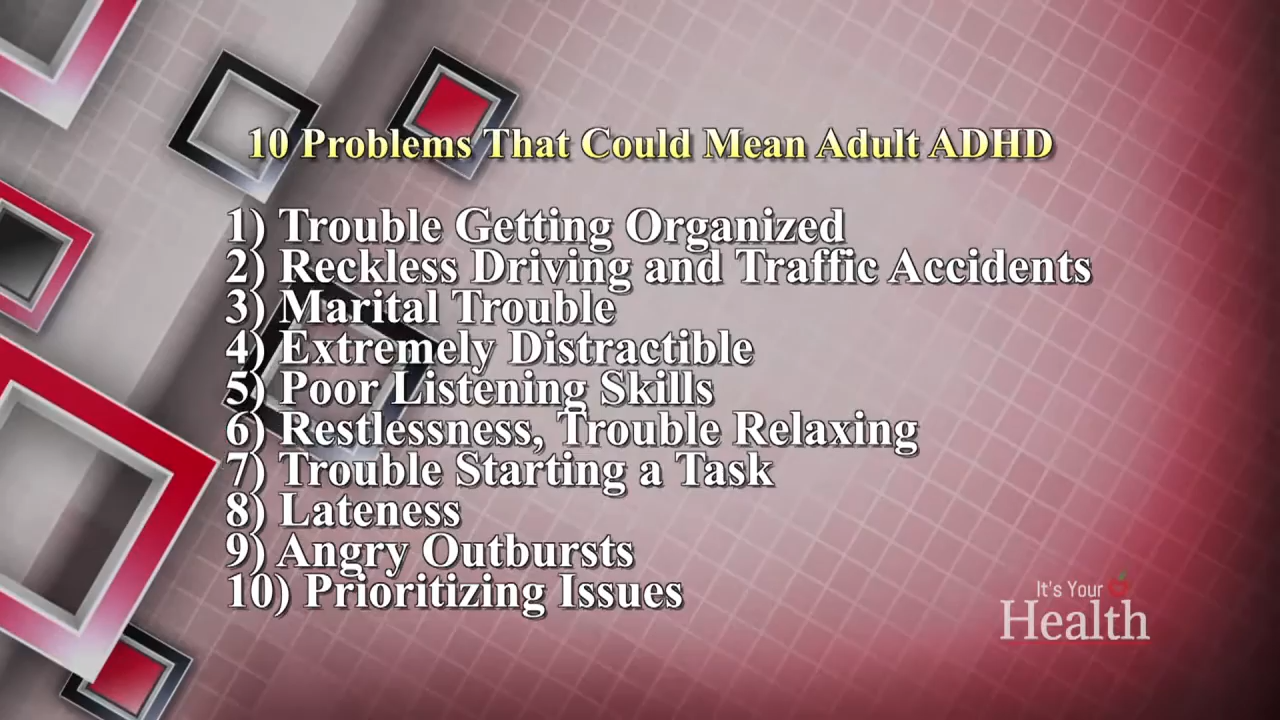 10 Problems That Could Mean Adult ADHD
1) Trouble Getting Organized
2) Reckless Driving and Traffic Accidents
3) Marital Trouble
4) Extremely Distractible
5) Poor Listening Skills
6) Restlessness, Trouble Relaxing
7) Trouble Starting a Task
8) Lateness
9) Angry Outbursts
10) Prioritizing Issues
It's Your
Health